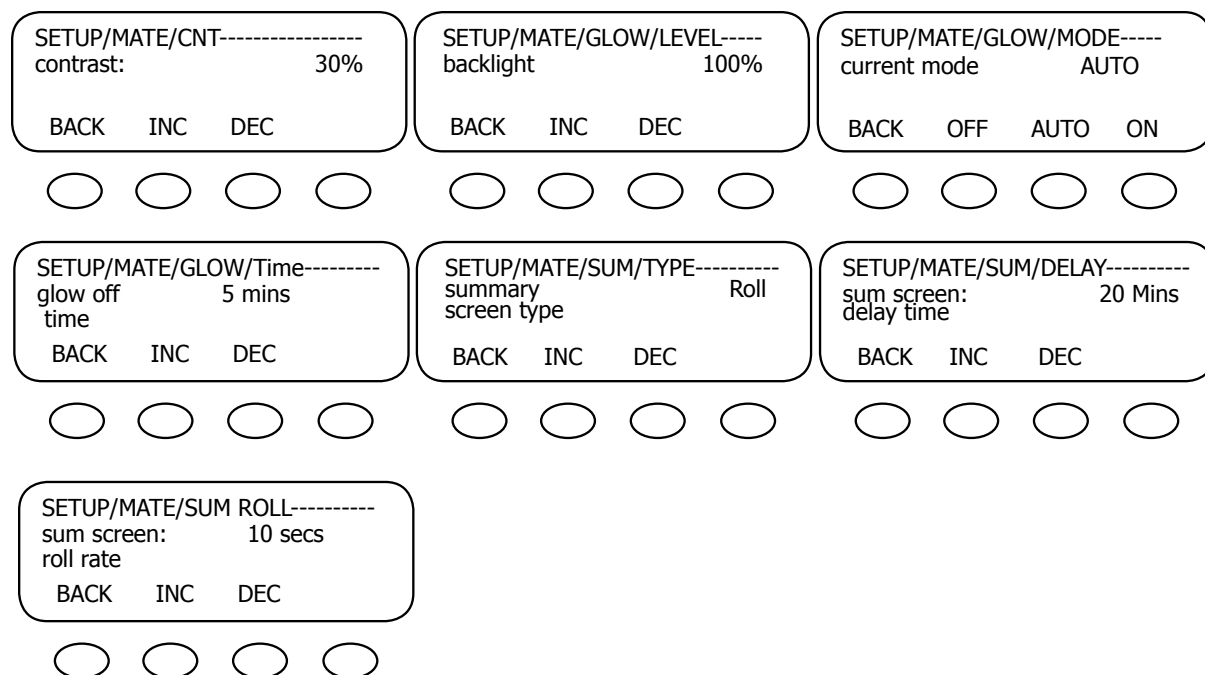 SETUP/MATE/CNT-----------------
contrast: 30%
BACK INC DEC
SETUP/MATE/GLOW/LEVEL-----
backlight 100%
BACK INC DEC
SETUP/MATE/GLOW/MODE-----
current mode AUTO
BACK OFF AUTO ON
SETUP/MATE/GLOW/Time---------
glow off 5 mins
time
BACK INC DEC
SETUP/MATE/SUM/TYPE----------
summary Roll
screen type
BACK INC DEC
SETUP/MATE/SUM/DELAY----------
sum screen: 20 Mins
delay time
BACK INC DEC
SETUP/MATE/SUM ROLL----------
sum screen: 10 secs
roll rate
BACK INC DEC